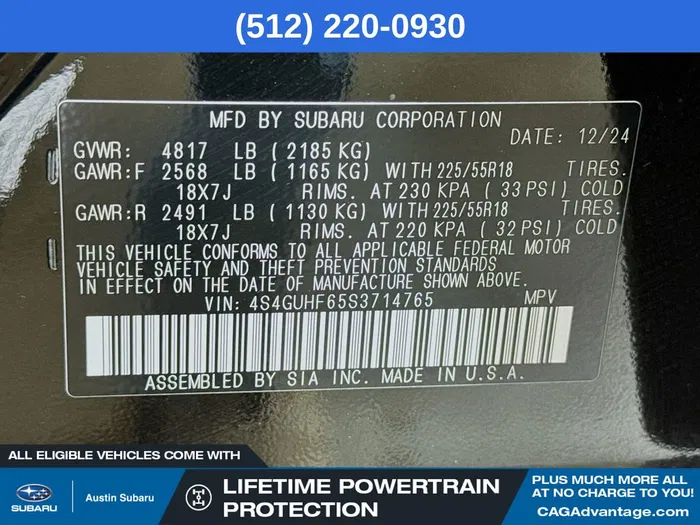 (512) 220-0930
MFD BY SUBARU CORPORATION
DATE: 12/24
GVWR: 4817 LB (2185 KG)
GAWR:F 2568 LB (1165 KG) WITH 225/55R18 TIRES.
18X7J RIMS. AT 230 KPA (33 PSI) COLD
GAWR:R 2491 LB (1130 KG) WITH 225/55R18 TIRES.
18X7J RIMS. AT 220 KPA (32 PSI) COLD
THIS VEHICLE CONFORMS TO ALL APPLICABLE FEDERAL MOTOR
VEHICLE SAFETY AND THEFT PREVENTION STANDARDS
IN EFFECT ON THE DATE OF MANUFACTURE SHOWN ABOVE.
VIN: 4S4GUHF65S3714765 MPV
ASSEMBLED BY SIA INC. MADE IN U.S.A.
ALL ELIGIBLE VEHICLES COME WITH
SUBARU
Austin Subaru
LIFETIME POWERTRAIN
PROTECTION
PLUS MUCH MORE ALL
AT NO CHARGE TO YOU!
CAGAdvantage.com